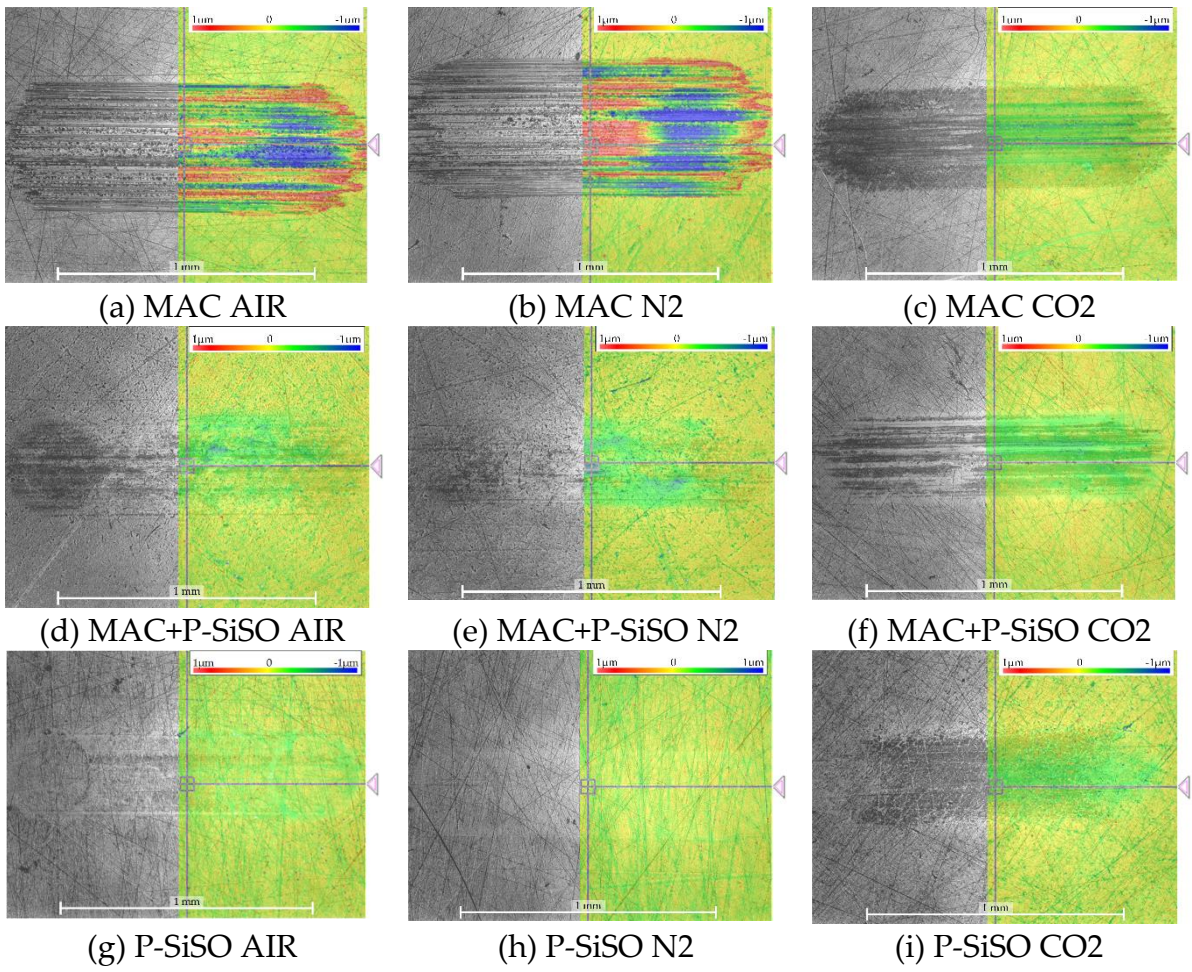 1μm 0 -1μm
1μm 0 -1μm
1μm 0 -1μm
1 mm
1 mm
1 mm
(a) MAC AIR
(b) MAC N2
(c) MAC CO2
1μm 0 -1μm
1μm 0 -1μm
1μm 0 -1μm
1 mm
1 mm
1 mm
(d) MAC+P-SiSO AIR
(e) MAC+P-SiSO N2
(f) MAC+P-SiSO CO2
1μm 0 -1μm
1μm 0 1μm
1μm 0 -1μm
1 mm
1 mm
1 mm
(g) P-SiSO AIR
(h) P-SiSO N2
(i) P-SiSO CO2